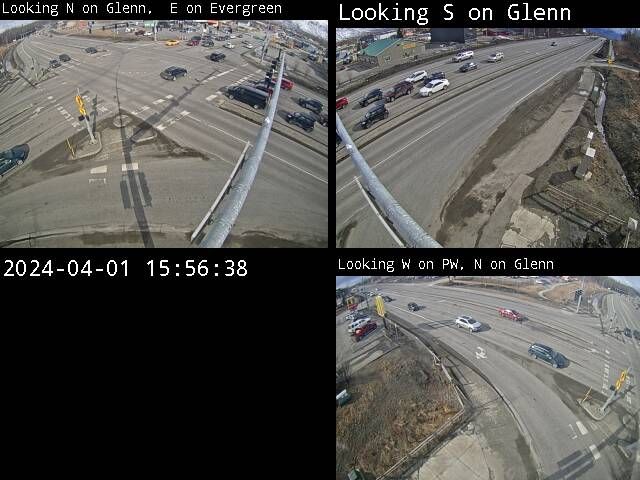 Looking N on Glenn,  E on Evergreen
Looking S on Glenn
2024-04-01 15:56:38
Looking W on PW, N on Glenn